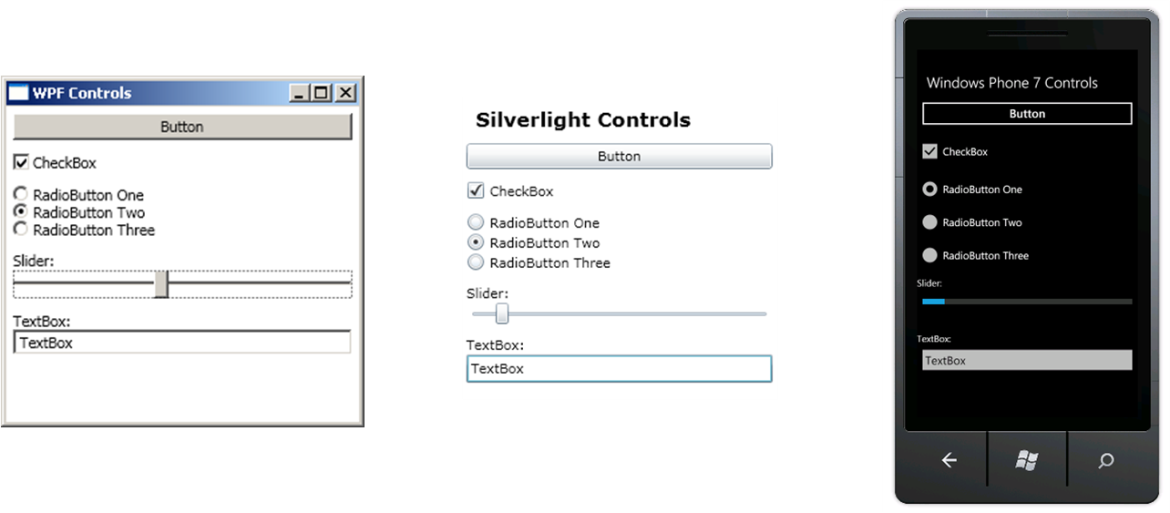 WPF Controls
Button
CheckBox
RadioButton One
RadioButton Two
RadioButton Three
Slider:
TextBox:
TextBox
Silverlight Controls
Button
CheckBox
RadioButton One
RadioButton Two
RadioButton Three
Slider:
TextBox:
TextBox
Windows Phone 7 Controls
Button
CheckBox
RadioButton One
RadioButton Two
RadioButton Three
Slider:
TextBox:
TextBox